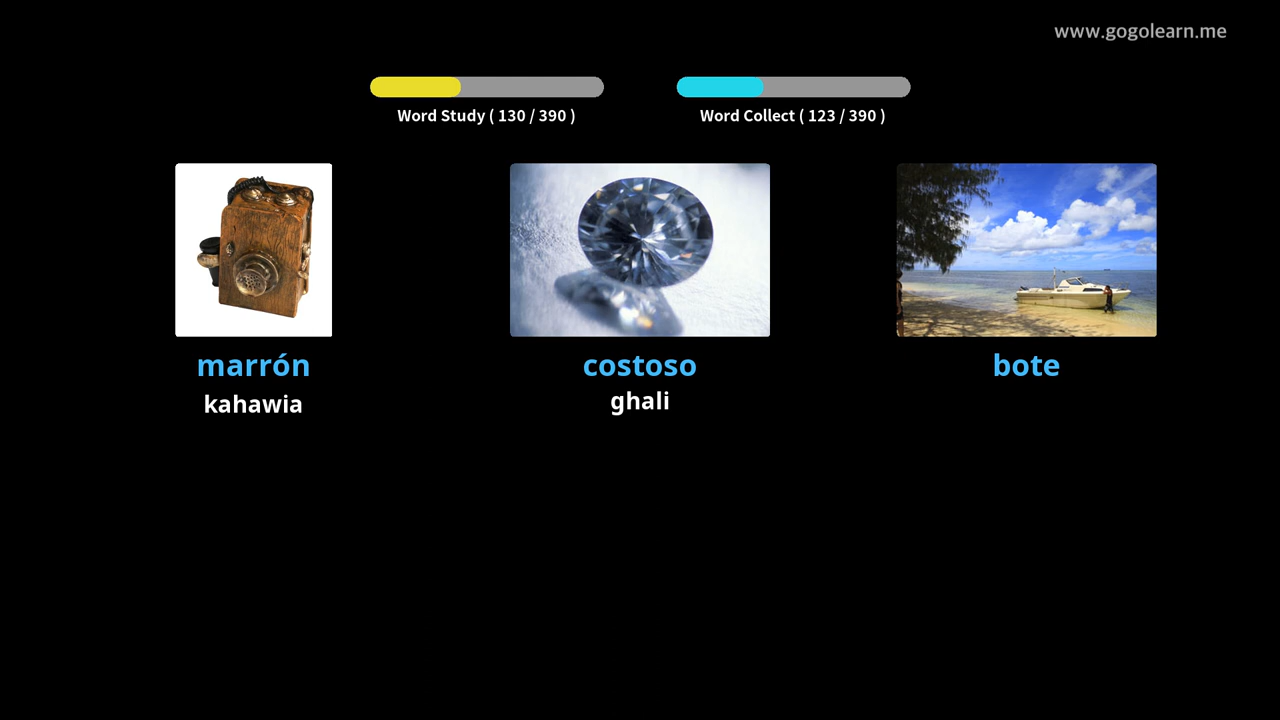 www.gogolearn.me
Word Study ( 130 / 390 )
Word Collect ( 123 / 390 )
marrón
kahawia
costoso
ghali
bote